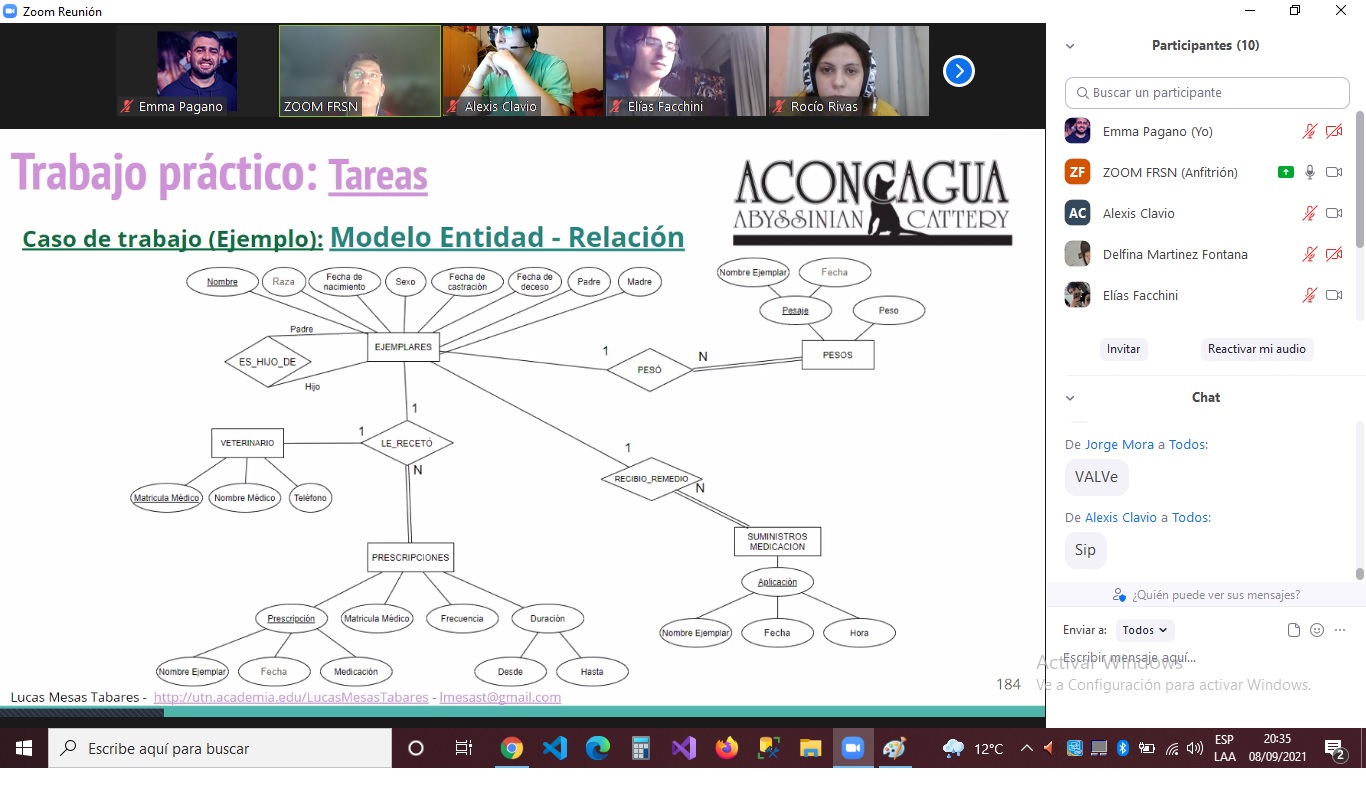 Zoom Reunión
Emma Pagano
ZOOM FRSN
Alexis Clavio
Elías Facchini
Rocío Rivas
Trabajo práctico: Tareas
ACONCAGUA
ABYSSINIAN CATTERY
Caso de trabajo (Ejemplo): Modelo Entidad - Relación
Nombre
Raza
Fecha de
nacimiento
Sexo
Fecha de
castración
Fecha de
deceso
Padre
Madre
Nombre Ejemplar
Fecha
Pesaje
Peso
Padre
EJEMPLARES
ES_HIJO_DE
Hijo
1
PESÓ
N
PESOS
1
VETERINARIO
1
LE_RECETÓ
N
1
RECIBIO_REMEDIO
N
Matricula Médico
Nombre Médico
Teléfono
SUMINISTROS
MEDICACION
PRESCRIPCIONES
Aplicación
Prescripción
Matricula Médico
Frecuencia
Duración
Nombre Ejemplar
Fecha
Hora
Nombre Ejemplar
Fecha
Medicación
Desde
Hasta
Lucas Mesas Tabares - http://utn.academia.edu/LucasMesasTabares - lmesast@gmail.com
184
Participantes (10)
Buscar un participante
Emma Pagano (Yo)
ZF
ZOOM FRSN (Anfitrión)
AC
Alexis Clavio
Delfina Martinez Fontana
Elías Facchini
Invitar
Reactivar mi audio
Chat
De Jorge Mora a Todos:
VALVe
De Alexis Clavio a Todos:
Sip
¿Quién puede ver sus mensajes?
Enviar a: Todos
Escribir mensaje aquí...
Activar Windows
Ve a Configuración para activar Windows.
Escribe aquí para buscar
12°C
ESP
LAA
20:35
08/09/2021
2